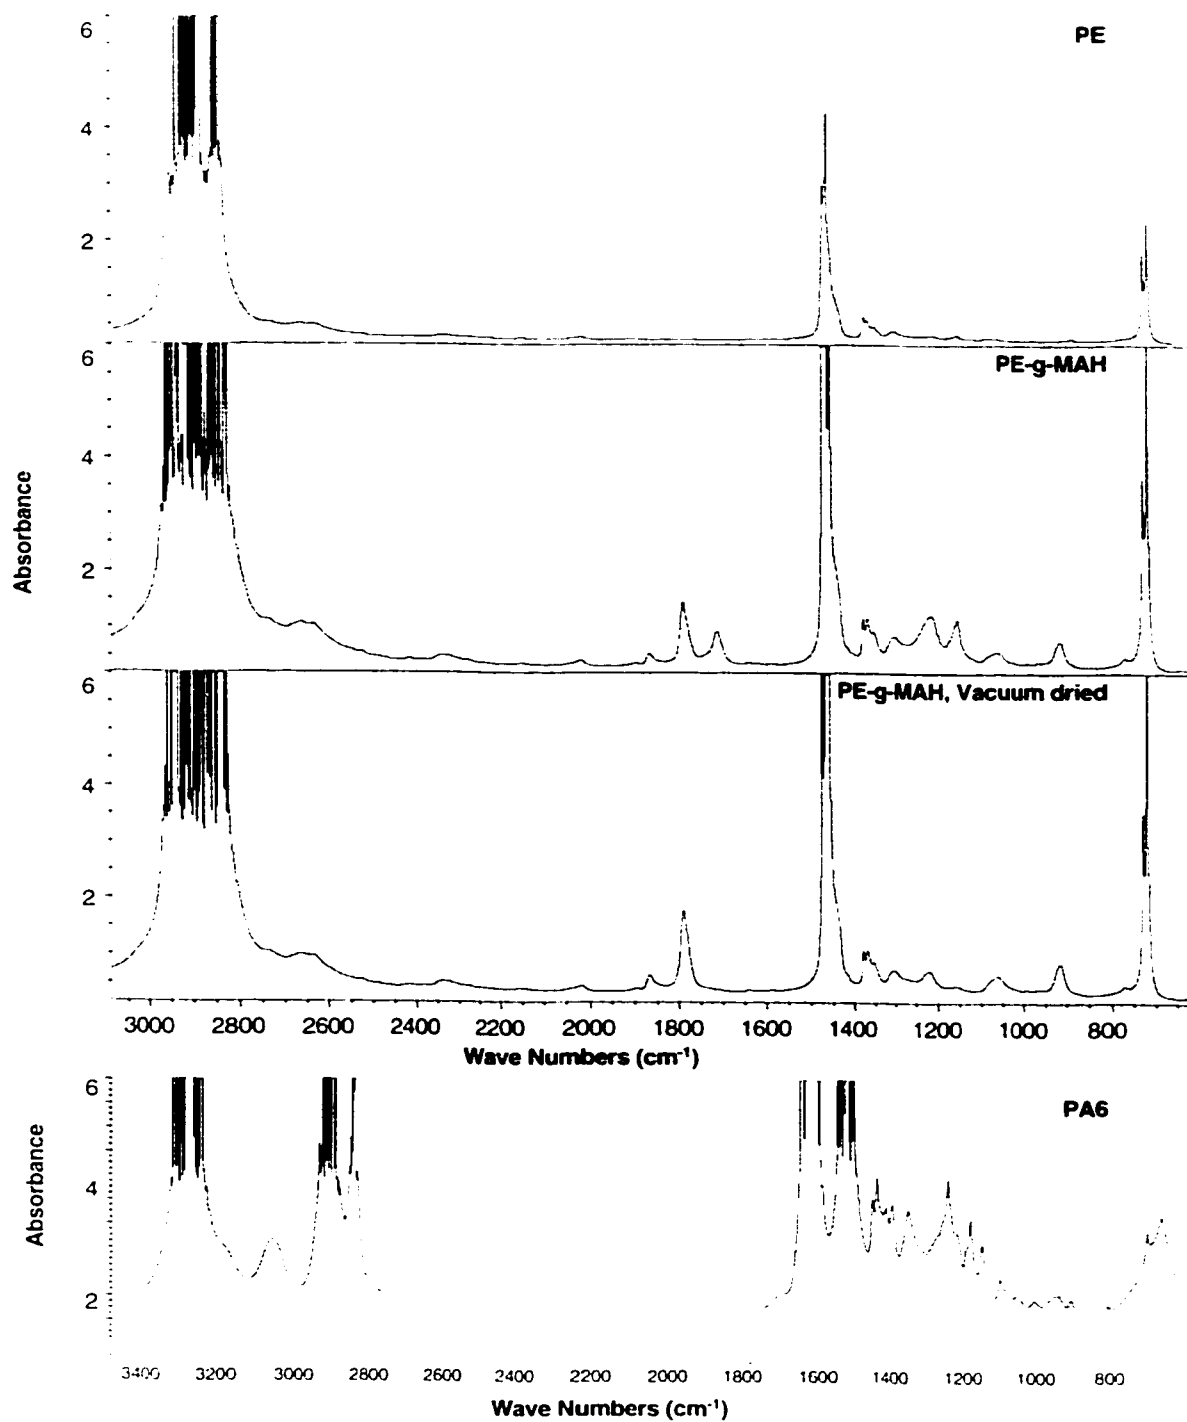 PE
6
4
2
PE-g-MAH
6
4
2
Absorbance
PE-g-MAH, Vacuum dried
6
4
2
3000 2800 2600 2400 2200 2000 1800 1600 1400 1200 1000 800
Wave Numbers (cm⁻¹)
PA6
6
4
2
Absorbance
3400 3200 3000 2800 2600 2400 2200 2000 1800 1600 1400 1200 1000 800
Wave Numbers (cm⁻¹)